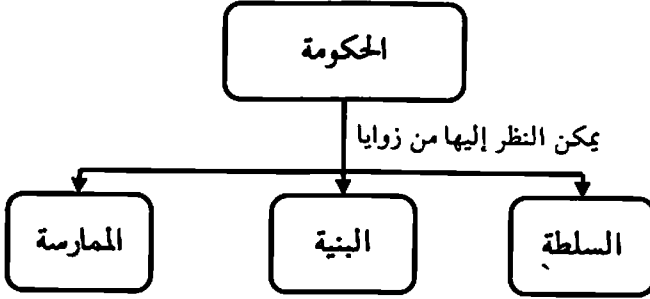 الحكومة
يمكن النظر إليها من زوايا
السلطة
البنية
الممارسة